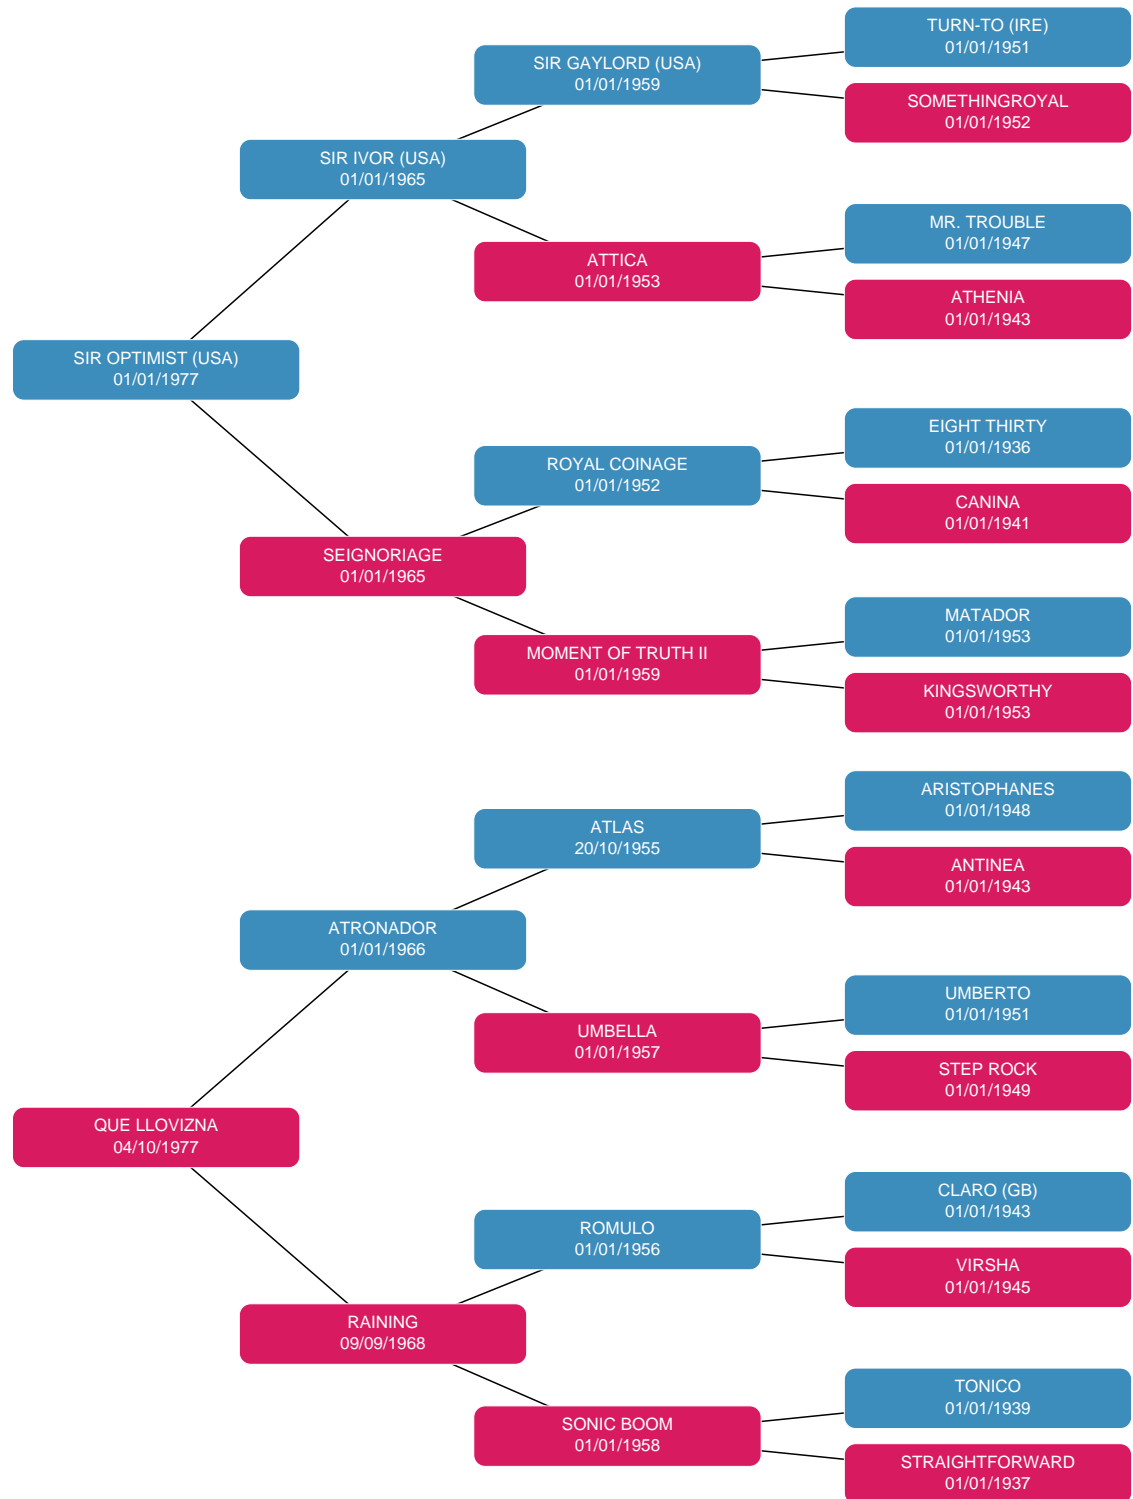 TURN-TO (IRE)
01/01/1951
SIR GAYLORD (USA)
01/01/1959
SOMETHINGROYAL
01/01/1952
SIR IVOR (USA)
01/01/1965
MR. TROUBLE
01/01/1947
ATTICA
01/01/1953
ATHENIA
01/01/1943
SIR OPTIMIST (USA)
01/01/1977
EIGHT THIRTY
01/01/1936
ROYAL COINAGE
01/01/1952
CANINA
01/01/1941
SEIGNORIAGE
01/01/1965
MATADOR
01/01/1953
MOMENT OF TRUTH II
01/01/1959
KINGSWORTHY
01/01/1953
ARISTOPHANES
01/01/1948
ATLAS
20/10/1955
ANTINEA
01/01/1943
ATRONADOR
01/01/1966
UMBERTO
01/01/1951
UMBELLA
01/01/1957
STEP ROCK
01/01/1949
QUE LLOVIZNA
04/10/1977
CLARO (GB)
01/01/1943
ROMULO
01/01/1956
VIRSHA
01/01/1945
RAINING
09/09/1968
TONICO
01/01/1939
SONIC BOOM
01/01/1958
STRAIGHTFORWARD
01/01/1937